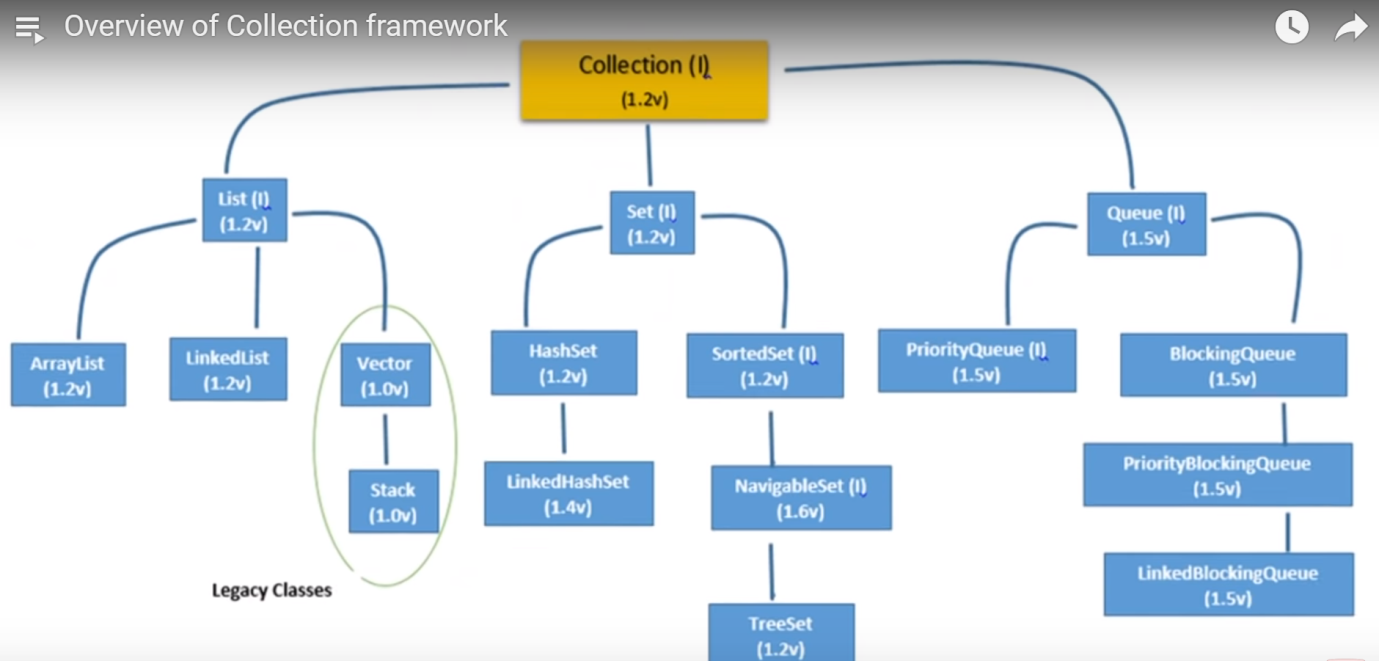 Overview of Collection framework
Collection (I)
(1.2v)
List (I)
(1.2v)
Set (I)
(1.2v)
Queue (I)
(1.5v)
ArrayList
(1.2v)
LinkedList
(1.2v)
Vector
(1.0v)
HashSet
(1.2v)
SortedSet (I)
(1.2v)
PriorityQueue (I)
(1.5v)
BlockingQueue
(1.5v)
Stack
(1.0v)
LinkedHashSet
(1.4v)
NavigableSet (I)
(1.6v)
PriorityBlockingQueue
(1.5v)
LinkedBlockingQueue
(1.5v)
Legacy Classes
TreeSet
(1.2v)